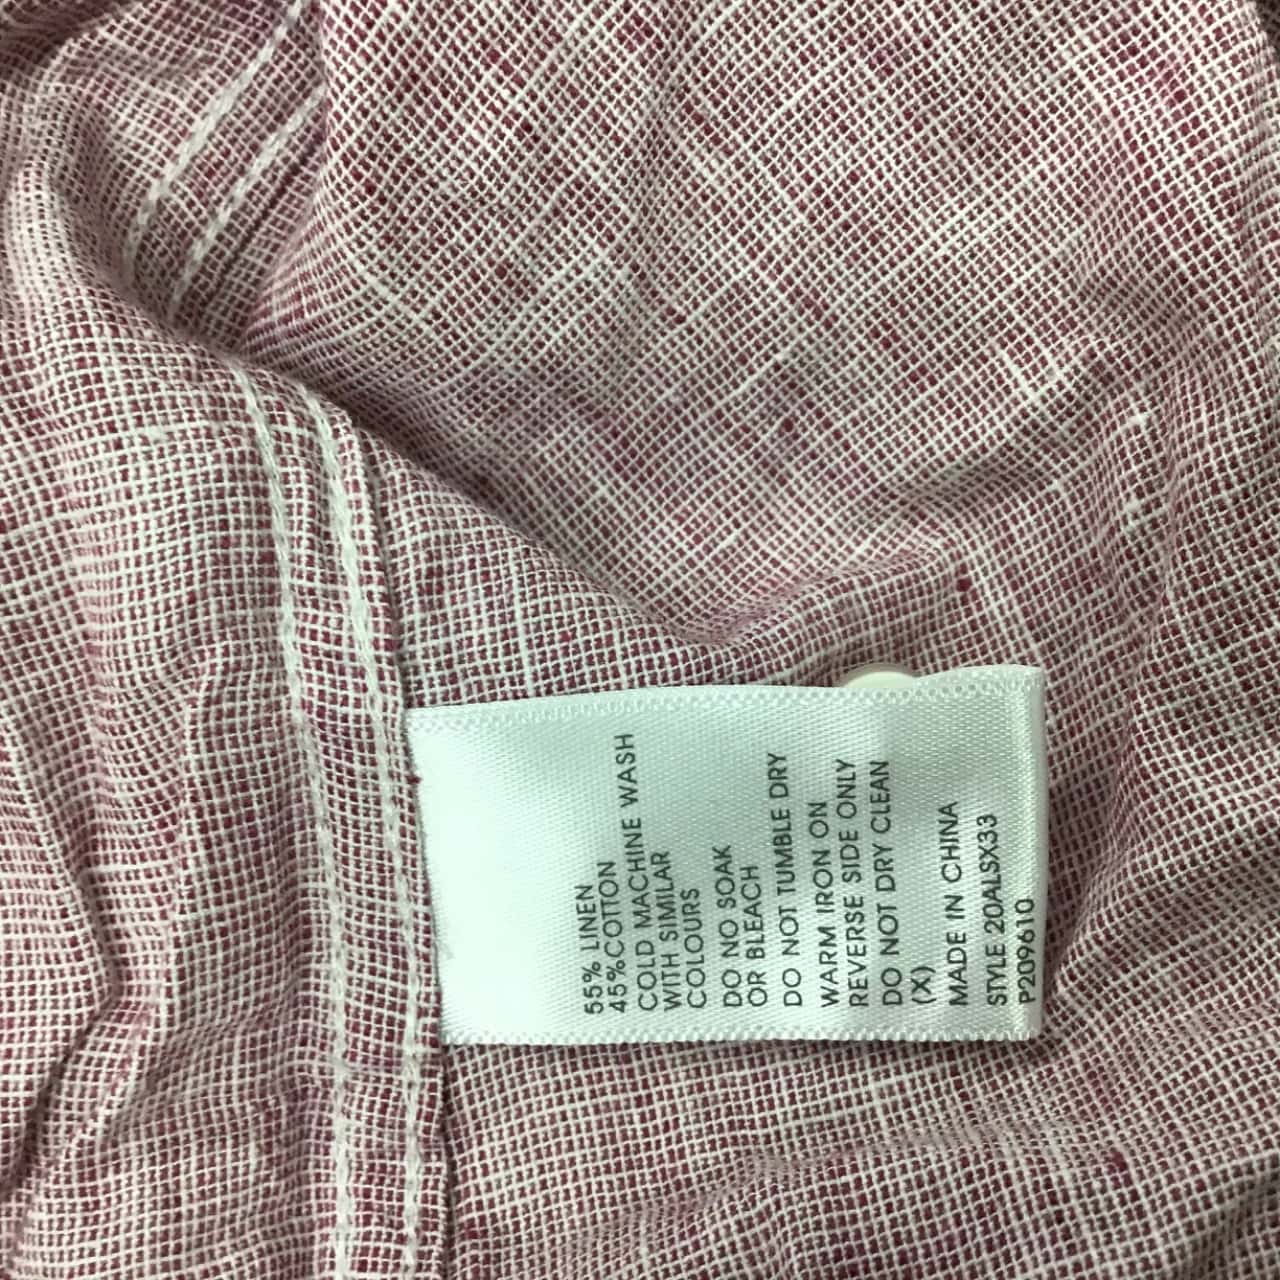 55% LINEN
45%COTTON
COLD MACHINE WASH
WITH SIMILAR
COLOURS
DO NO SOAK
OR BLEACH
DO NOT TUMBLE DRY
WARM IRON ON
REVERSE SIDE ONLY
DO NOT DRY CLEAN
(X)
MADE IN CHINA
STYLE 20ALSX33
P209610